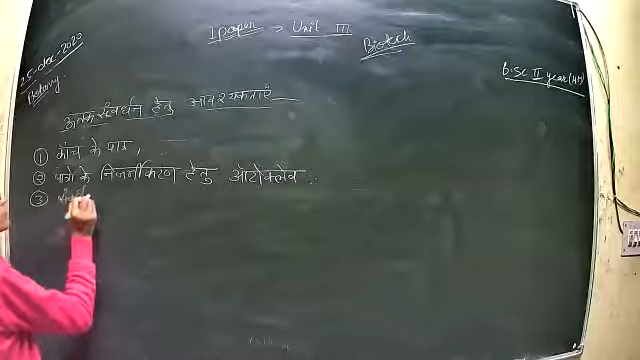 I paper → Unit III
25-dec-2020
Biotech
B.Sc II year
Botany
ऊतक संवर्धन हेतु आवश्यकताएँ
① काँच के पात्र,
② पात्रों के निजर्मीकरण हेतु ऑटोक्लेव
③